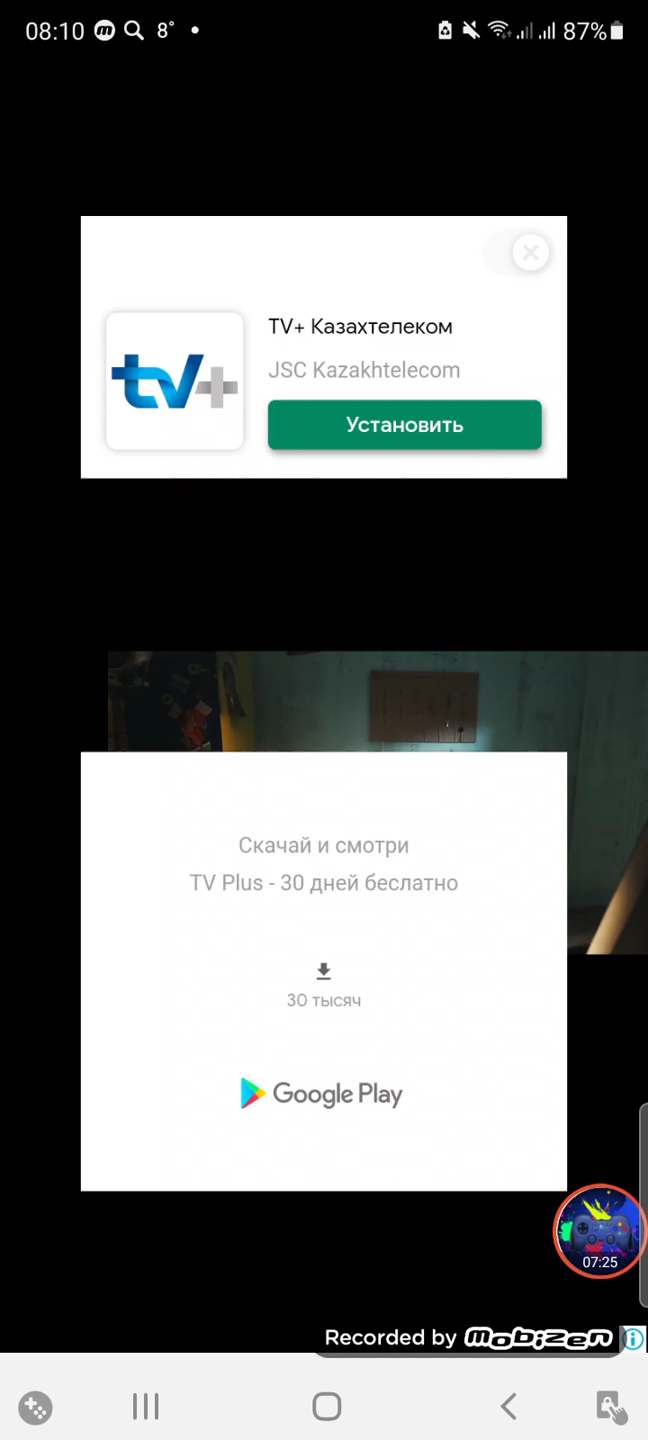 08:10 m 8° 87%
TV+ Казахтелеком
JSC Kazakhtelecom
tv+
Установить
Скачай и смотри
TV Plus - 30 дней беслатно
30 тысяч
Google Play
07:25
Recorded by mobizen